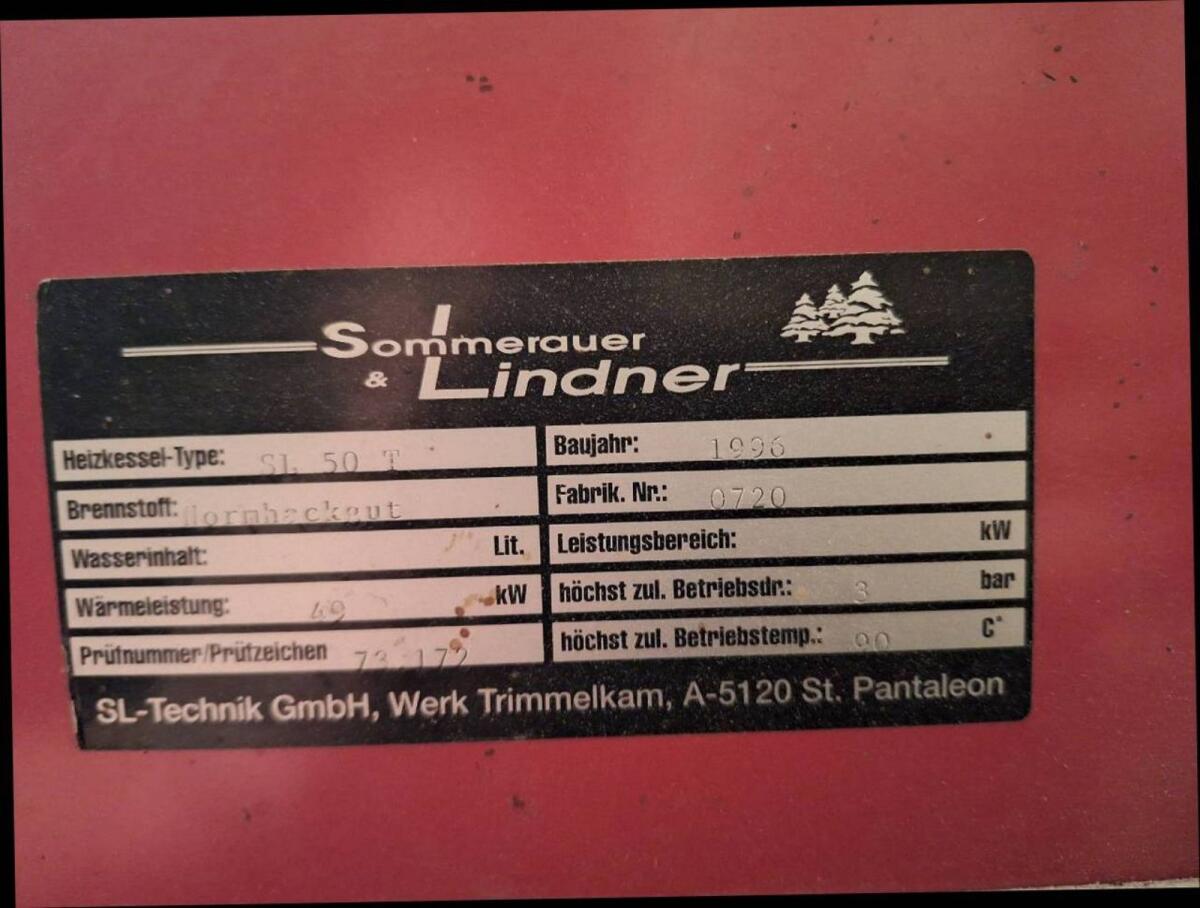 Sommerauer
& Lindner
Heizkessel-Type: SL 50 T
Brennstoff: Normhackgut
Wasserinhalt: Lit.
Wärmeleistung: 49 kW
Prüfnummer/Prüfzeichen 73 172
Baujahr: 1996
Fabrik. Nr.: 0720
Leistungsbereich: kW
höchst zul. Betriebsdr.: 3 bar
höchst zul. Betriebstemp.: 90 C°
SL-Technik GmbH, Werk Trimmelkam, A-5120 St. Pantaleon